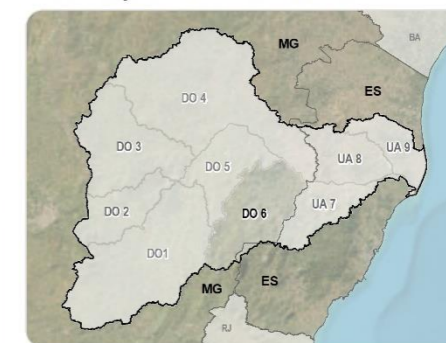 BA
MG
ES
DO 4
DO 3
DO 5
UA 8
UA 9
DO 2
DO 6
UA 7
DO1
MG
ES
RJ